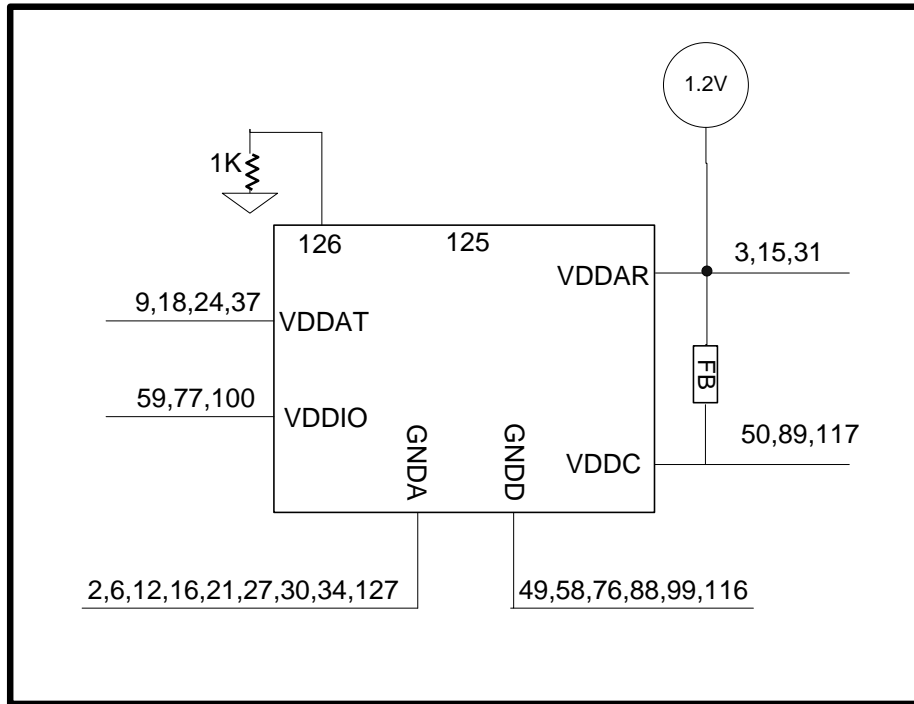 1.2V
1K
126
125
3,15,31
VDDAR
9,18,24,37
VDDAT
FB
59,77,100
VDDIO
GNDA
GNDD
50,89,117
VDDC
2,6,12,16,21,27,30,34,127
49,58,76,88,99,116